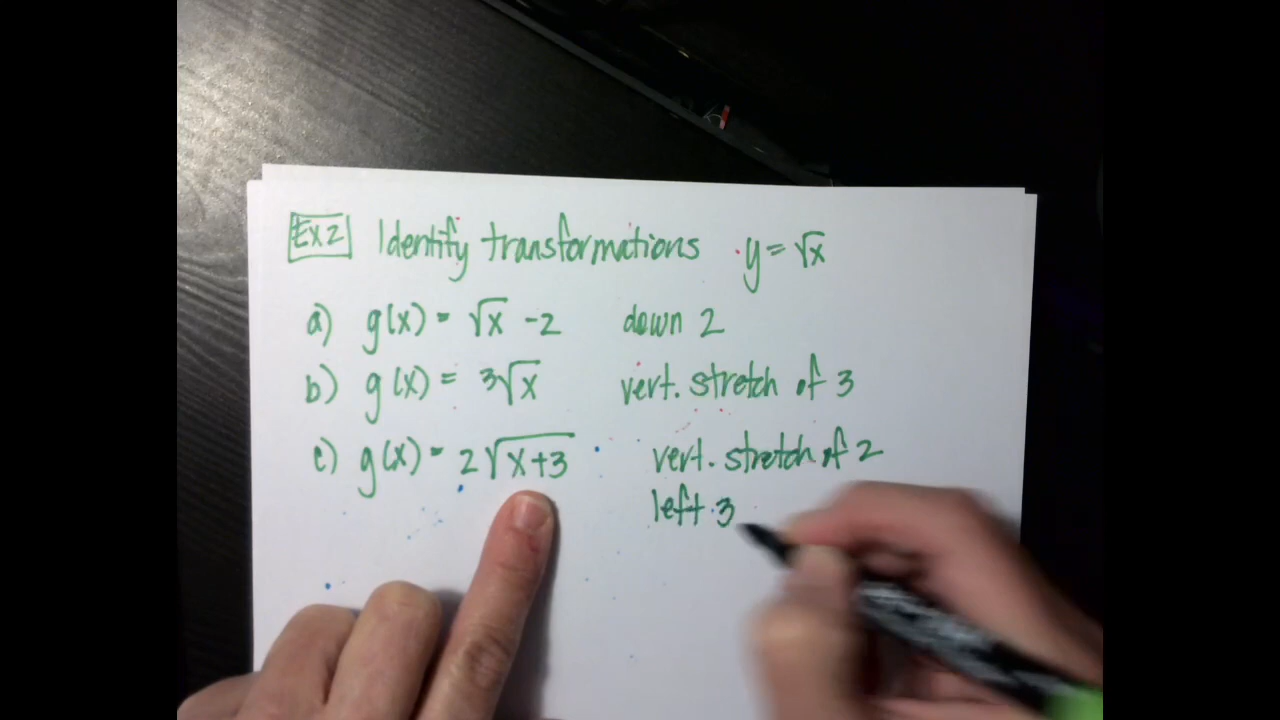 Ex 2 Identify transformations y = √x
a) g(x) = √x - 2 down 2
b) g(x) = 3√x vert. stretch of 3
c) g(x) = 2√x+3 vert. stretch of 2
left 3